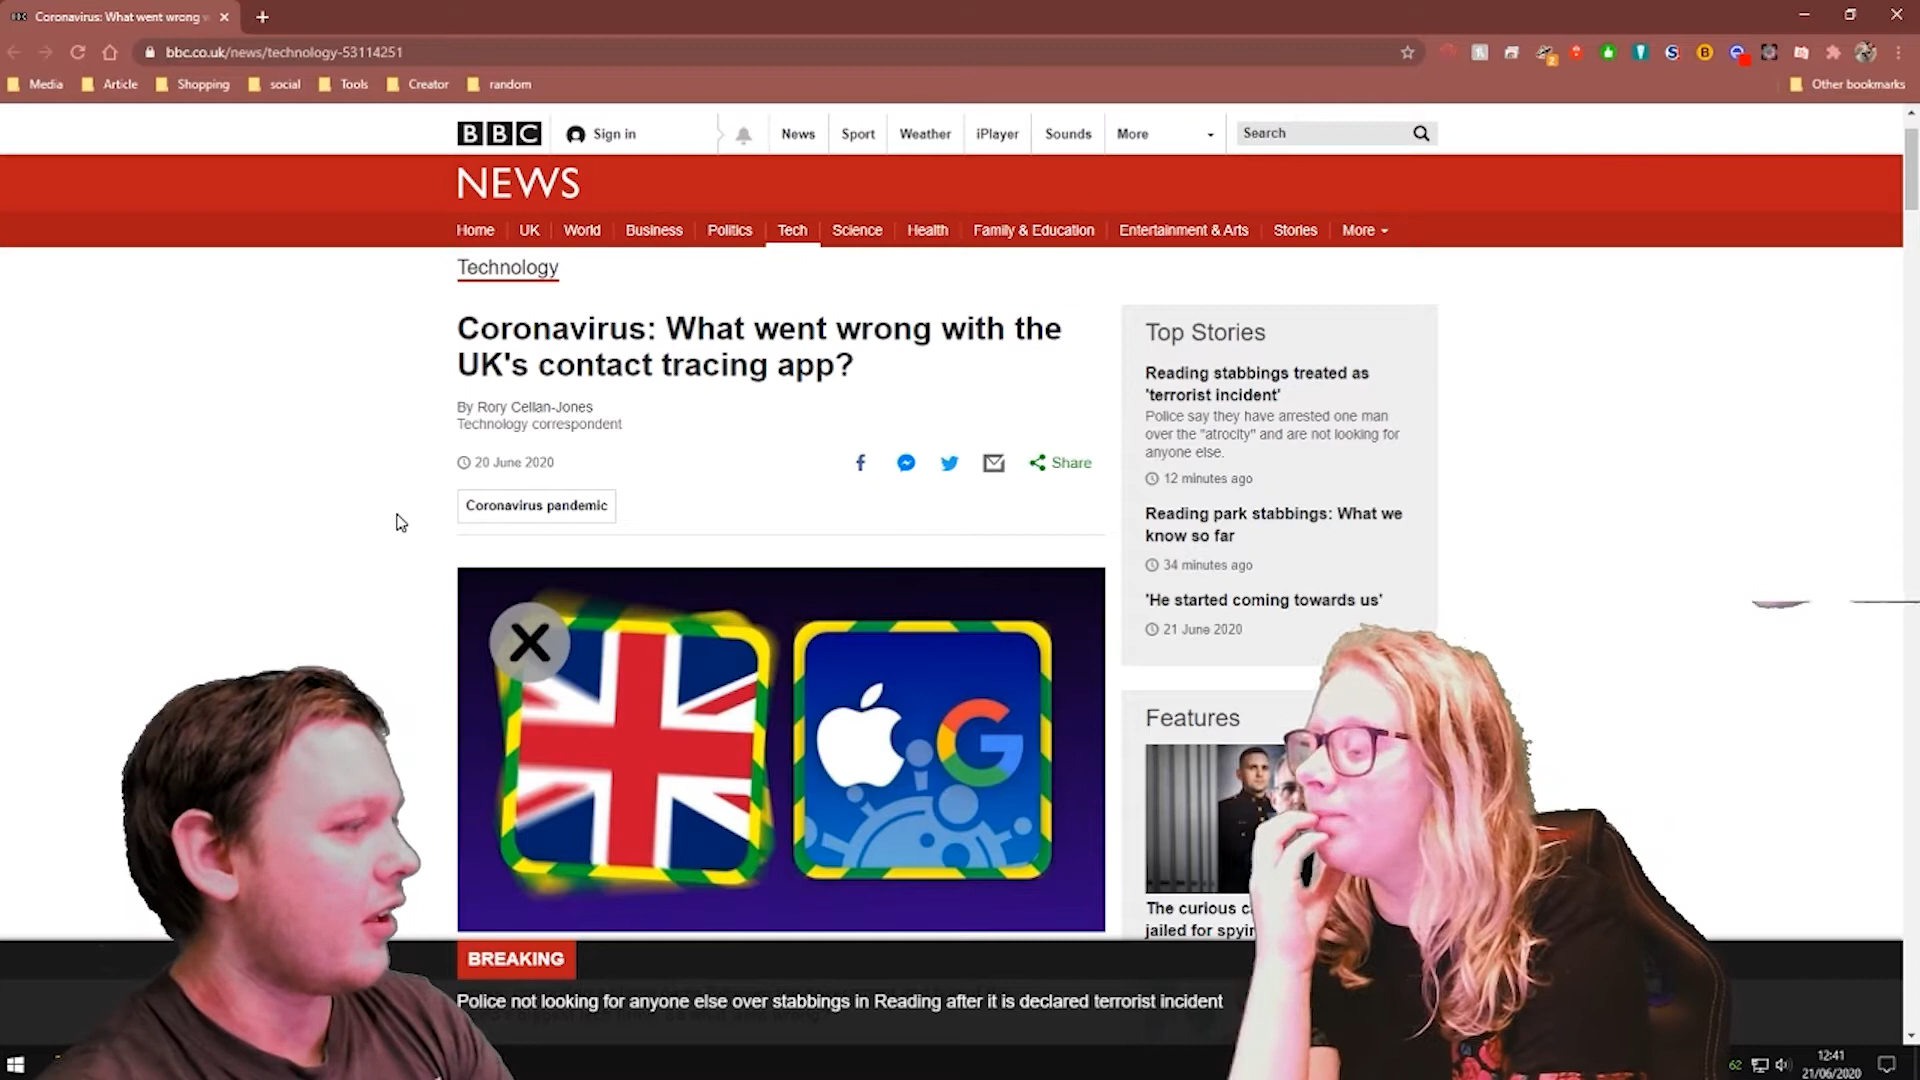 Coronavirus: What went wrong
bbc.co.uk/news/technology-53114251
Media Article Shopping social Tools Creator random Other bookmarks
BBC Sign in News Sport Weather iPlayer Sounds More Search
NEWS
Home UK World Business Politics Tech Science Health Family & Education Entertainment & Arts Stories More
Technology
Coronavirus: What went wrong with the
UK's contact tracing app?
By Rory Cellan-Jones
Technology correspondent
20 June 2020
Share
Coronavirus pandemic
X
G
Top Stories
Reading stabbings treated as
'terrorist incident'
Police say they have arrested one man
over the "atrocity" and are not looking for
anyone else.
12 minutes ago
Reading park stabbings: What we
know so far
34 minutes ago
'He started coming towards us'
21 June 2020
Features
The curious
jailed for
BREAKING
Police not looking for anyone else over stabbings in Reading after it is declared terrorist incident
62
12:41
21/06/2020